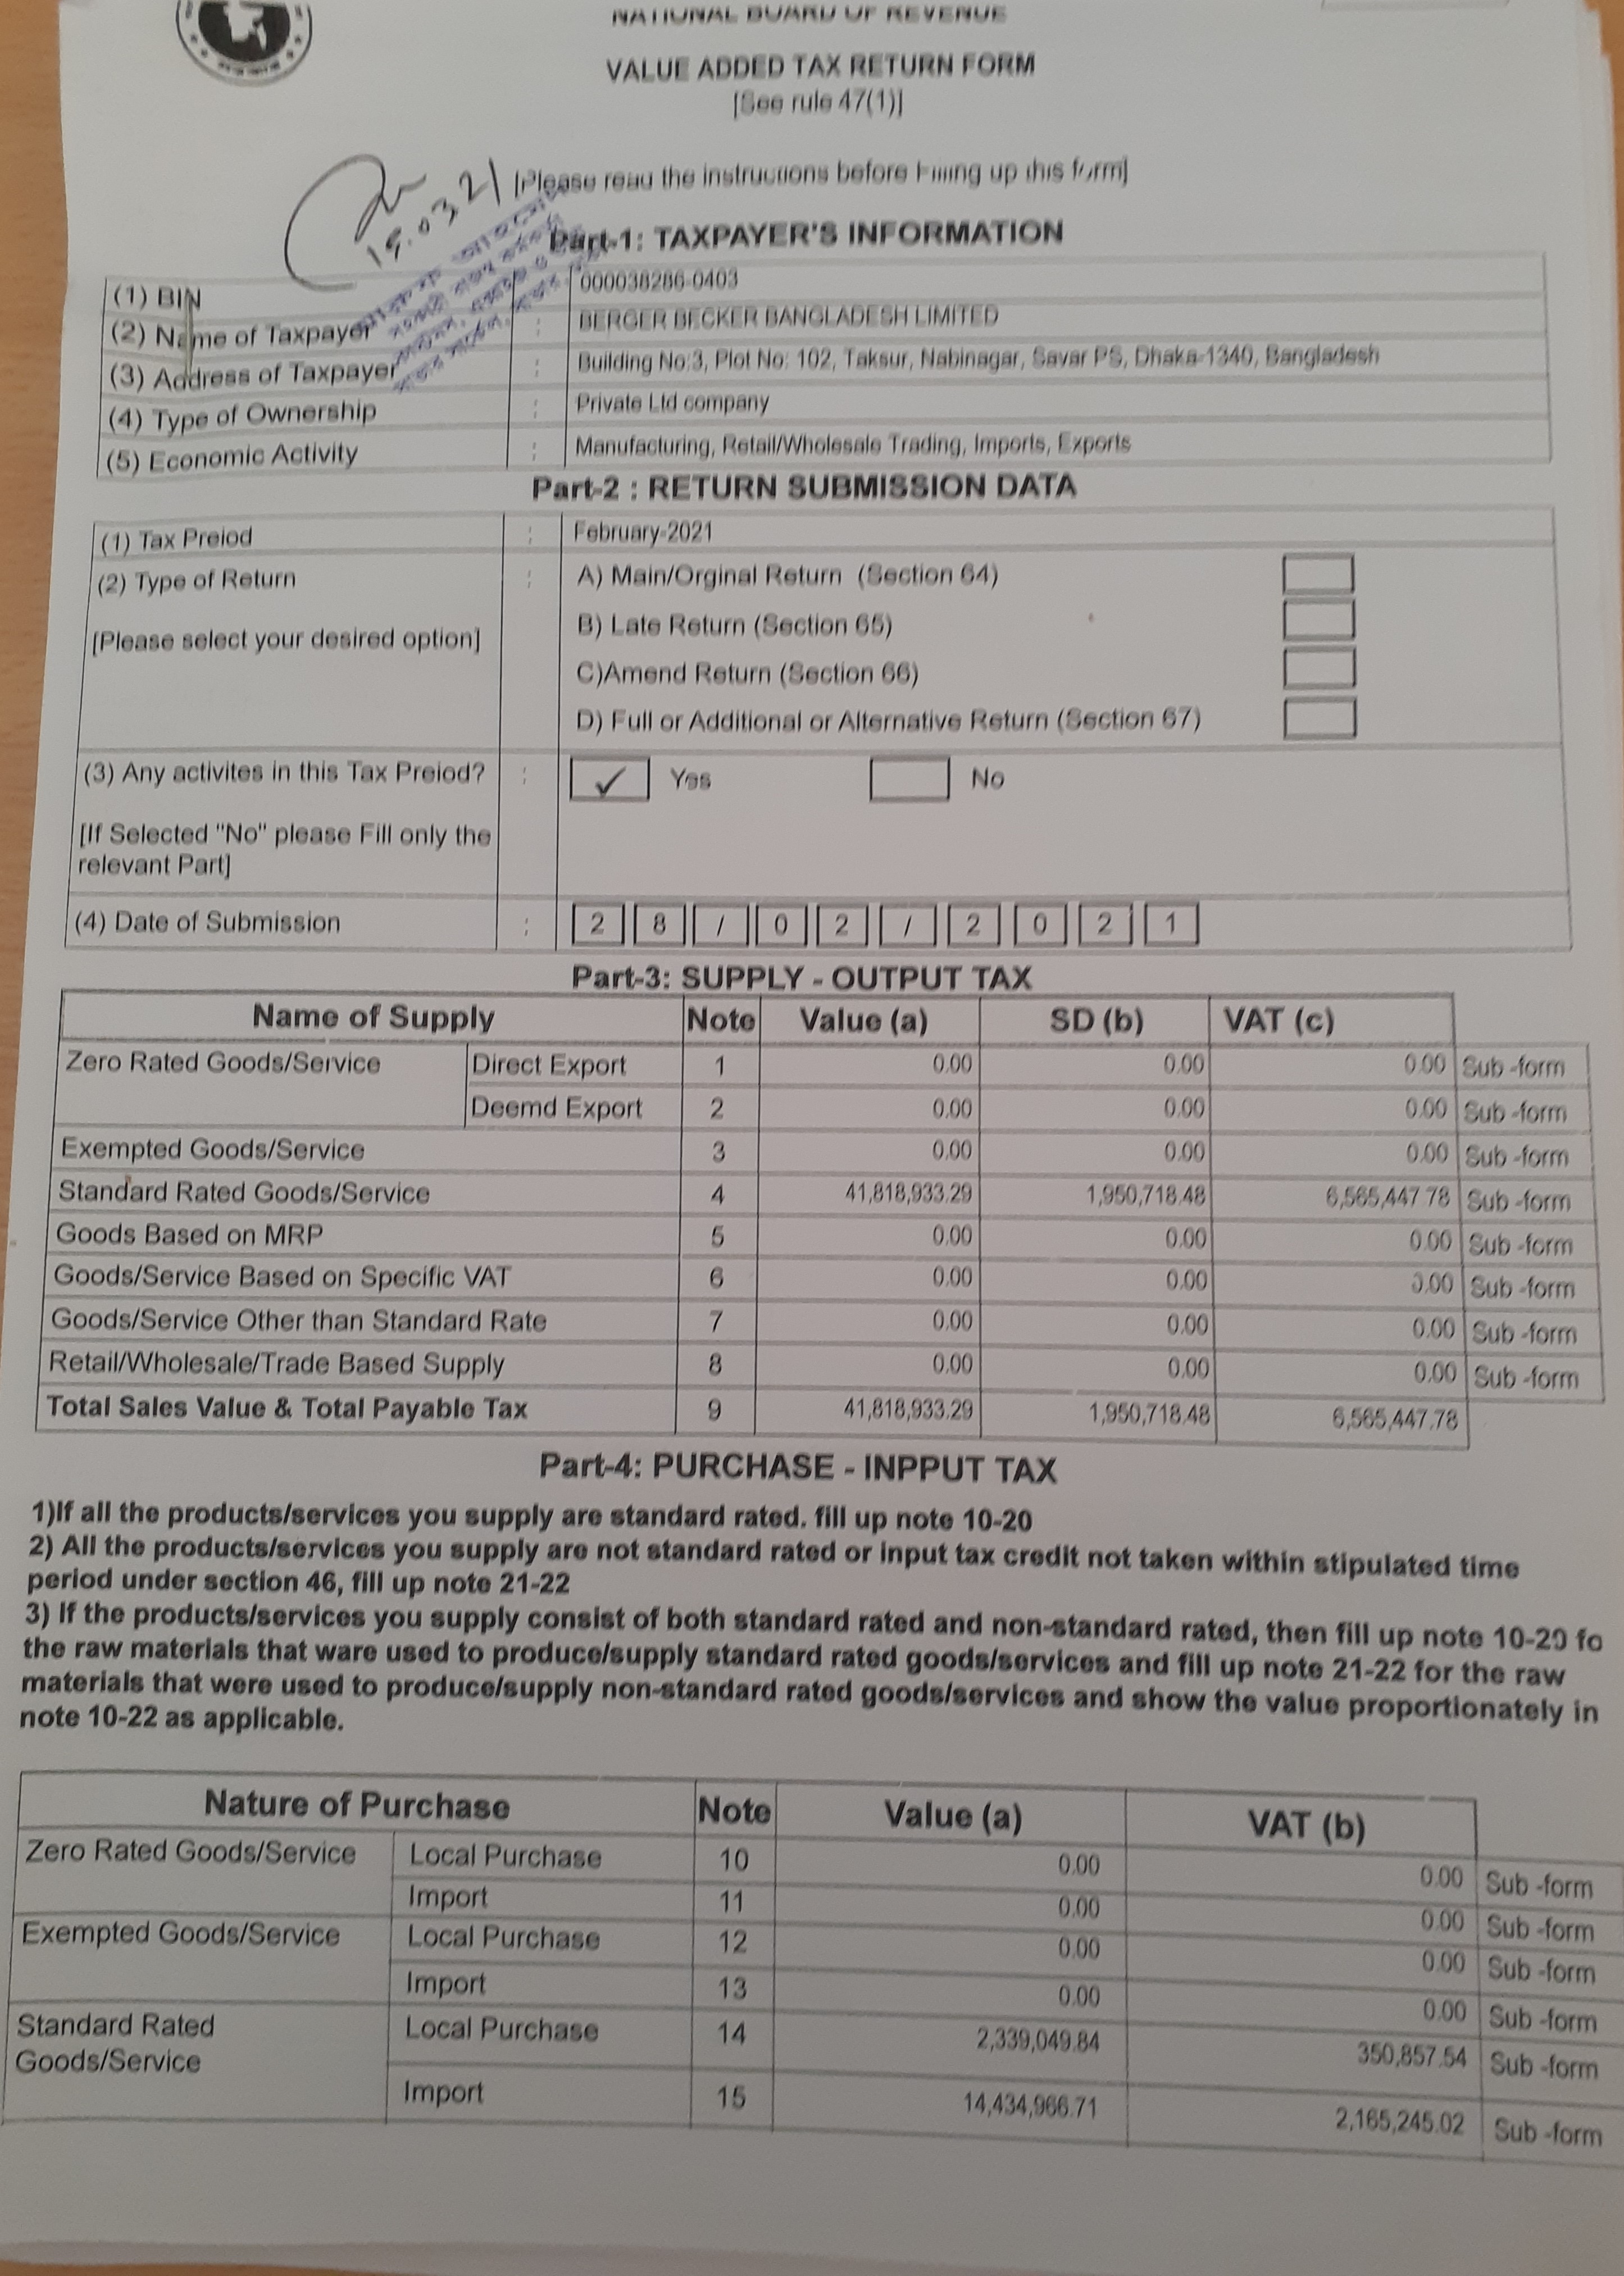 NATIONAL BOARD OF REVENUE
VALUE ADDED TAX RETURN FORM
[See rule 47(1)]
[Please read the instructions before Filling up this form]
19.03.21
Part-1: TAXPAYER'S INFORMATION
(1) BIN 000038286-0403
(2) Name of Taxpayer : BERGER BECKER BANGLADESH LIMITED
(3) Address of Taxpayer : Building No:3, Plot No: 102, Taksur, Nabinagar, Savar PS, Dhaka-1340, Bangladesh
(4) Type of Ownership : Private Ltd company
(5) Economic Activity : Manufacturing, Retail/Wholesale Trading, Imports, Exports
Part-2 : RETURN SUBMISSION DATA
(1) Tax Preiod : February-2021
(2) Type of Return : A) Main/Orginal Return (Section 64)
B) Late Return (Section 65)
[Please select your desired option]
C)Amend Return (Section 66)
D) Full or Additional or Alternative Return (Section 67)
(3) Any activites in this Tax Preiod? : ✓ Yes No
[If Selected "No" please Fill only the
relevant Part]
(4) Date of Submission : 2 8 / 0 2 / 2 0 2 1
Part-3: SUPPLY - OUTPUT TAX
Name of Supply Note Value (a) SD (b) VAT (c)
Zero Rated Goods/Service Direct Export 1 0.00 0.00 0.00 Sub -form
Deemd Export 2 0.00 0.00 0.00 Sub -form
Exempted Goods/Service 3 0.00 0.00 0.00 Sub -form
Standard Rated Goods/Service 4 41,818,933.29 1,950,718.48 6,565,447.78 Sub -form
Goods Based on MRP 5 0.00 0.00 0.00 Sub -form
Goods/Service Based on Specific VAT 6 0.00 0.00 0.00 Sub -form
Goods/Service Other than Standard Rate 7 0.00 0.00 0.00 Sub -form
Retail/Wholesale/Trade Based Supply 8 0.00 0.00 0.00 Sub -form
Total Sales Value & Total Payable Tax 9 41,818,933.29 1,950,718.48 6,565,447.78
Part-4: PURCHASE - INPPUT TAX
1)If all the products/services you supply are standard rated. fill up note 10-20
2) All the products/services you supply are not standard rated or input tax credit not taken within stipulated time
period under section 46, fill up note 21-22
3) If the products/services you supply consist of both standard rated and non-standard rated, then fill up note 10-20 fo
the raw materials that ware used to produce/supply standard rated goods/services and fill up note 21-22 for the raw
materials that were used to produce/supply non-standard rated goods/services and show the value proportionately in
note 10-22 as applicable.
Nature of Purchase Note Value (a) VAT (b)
Zero Rated Goods/Service Local Purchase 10 0.00 0.00 Sub -form
Import 11 0.00 0.00 Sub -form
Exempted Goods/Service Local Purchase 12 0.00 0.00 Sub -form
Import 13 0.00 0.00 Sub -form
Standard Rated Local Purchase 14 2,339,049.84 350,857.54 Sub -form
Goods/Service
Import 15 14,434,966.71 2,165,245.02 Sub -form